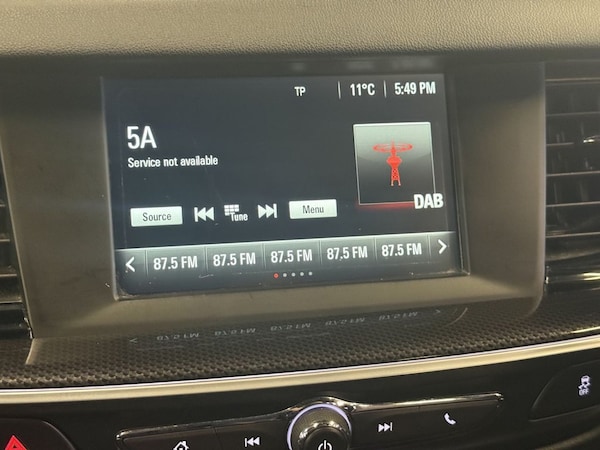 TP 11°C 5:49 PM
5A
Service not available
DAB
Source Tune Menu
87.5 FM 87.5 FM 87.5 FM 87.5 FM 87.5 FM
OFF